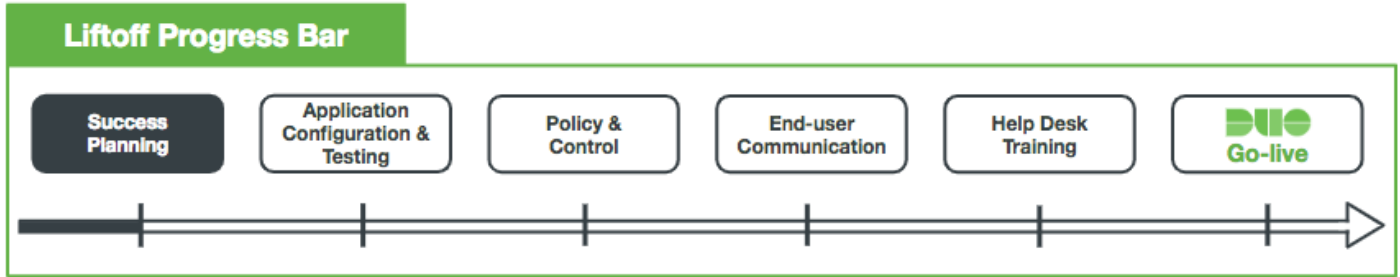 Liftoff Progress Bar
Success
Planning
Application
Configuration &
Testing
Policy &
Control
End-user
Communication
Help Desk
Training
DUO
Go-live